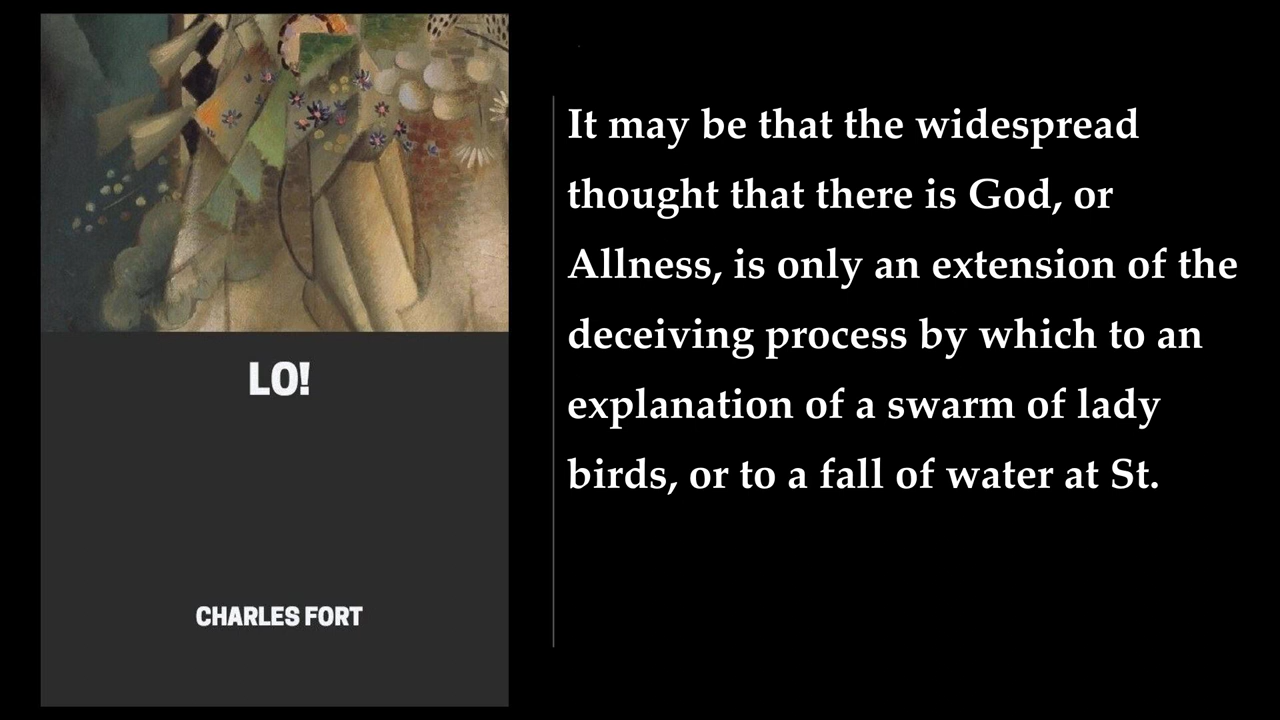 LO!
CHARLES FORT
It may be that the widespread
thought that there is God, or
Allness, is only an extension of the
deceiving process by which to an
explanation of a swarm of lady
birds, or to a fall of water at St.